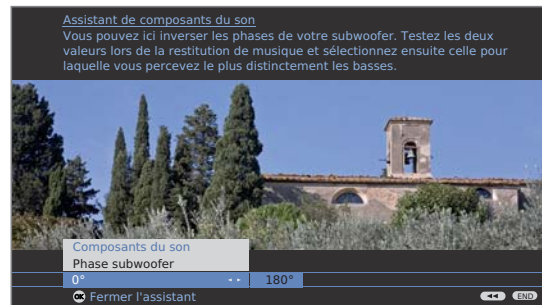 Assistant de composants du son
Vous pouvez ici inverser les phases de votre subwoofer. Testez les deux
valeurs lors de la restitution de musique et sélectionnez ensuite celle pour
laquelle vous percevez le plus distinctement les basses.
Composants du son
Phase subwoofer
0° 180°
OK Fermer l'assistant
END